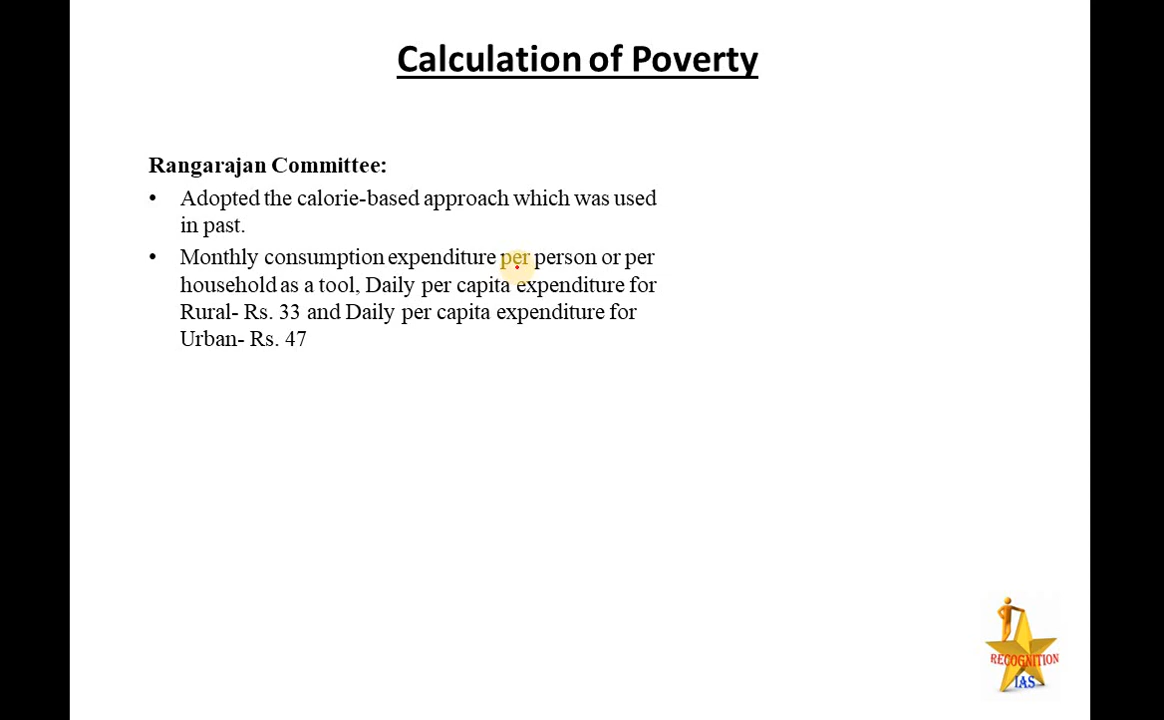 Calculation of Poverty
Rangarajan Committee:
• Adopted the calorie-based approach which was used
in past.
• Monthly consumption expenditure per person or per
household as a tool, Daily per capita expenditure for
Rural- Rs. 33 and Daily per capita expenditure for
Urban- Rs. 47
RECOGNITION
IAS